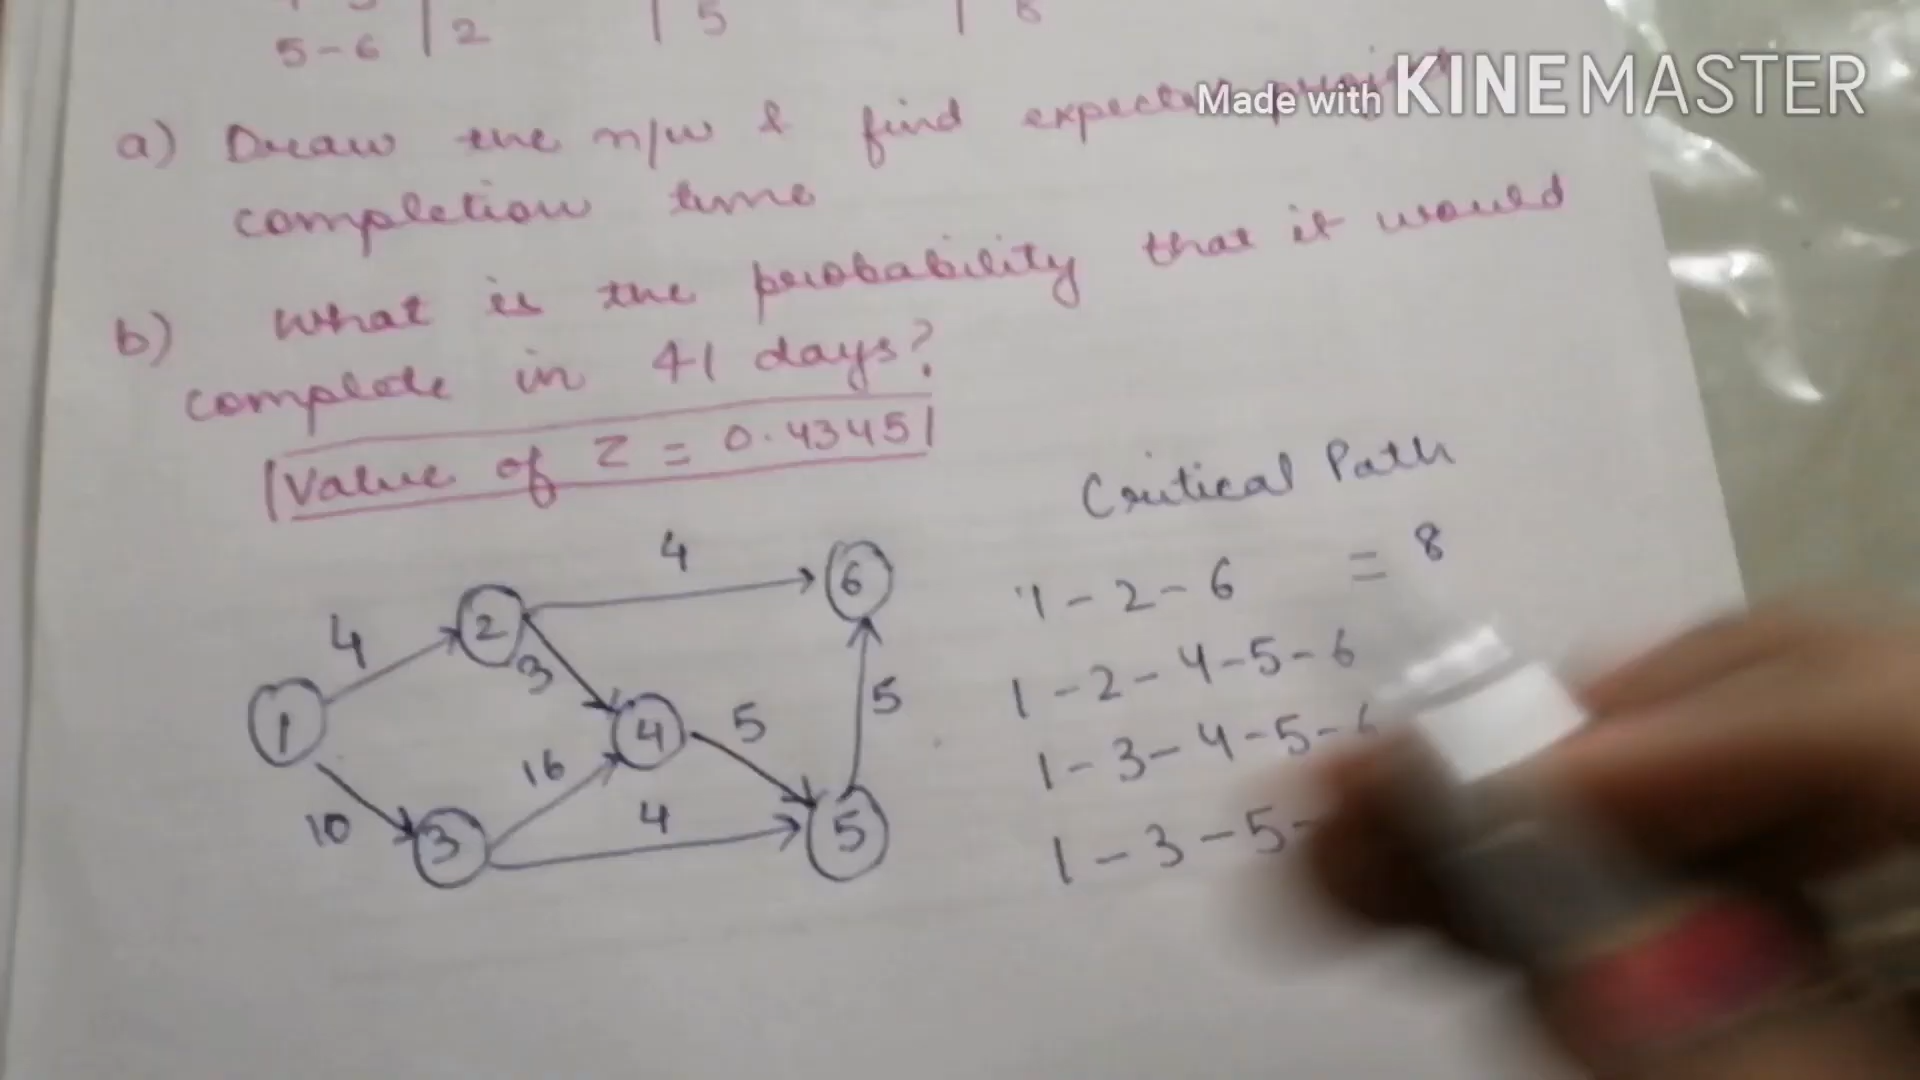 5-6 | 2 | 5 | 8
Made with KINEMASTER
a) Draw the n/w & find
completion time
b) What is the probability that it would
complete in 41 days?
Value of Z = 0.43451
Critical Path
4
6
1-2-6 = 8
4
2
3
1-2-4-5-6
1
4
5
5
16
1-3-4-5-6
10
3
4
5
1-3-5-